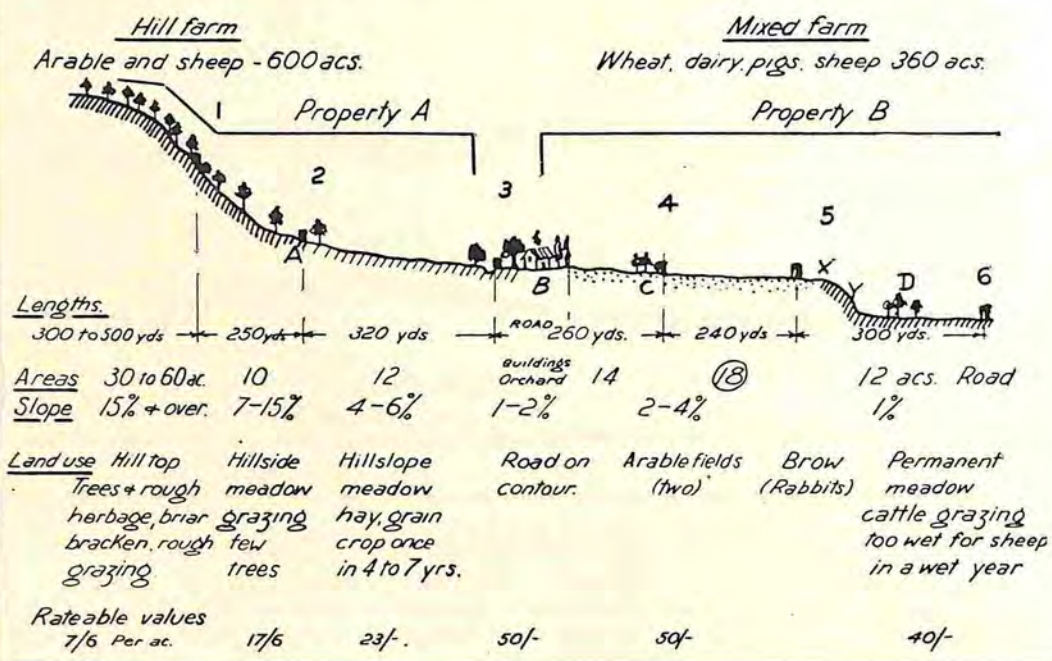 Hill farm
Arable and sheep - 600 acs.
Mixed farm
Wheat, dairy, pigs, sheep 360 acs.
1 Property A
Property B
2
3
4
5
6
A
B
C
X
Y
D
Lengths.
300 to 500 yds 250 yds 320 yds ROAD 260 yds. 240 yds 300 yds.
Areas 30 to 60 ac. 10 12 Buildings Orchard 14 18 12 acs. Road
Slope 15% & over. 7-15% 4-6% 1-2% 2-4% 1%
Land use Hill top Hillside Hillslope Road on Arable fields Brow Permanent
Trees & rough meadow meadow contour. (two) (Rabbits) meadow
herbage, briar grazing hay, grain cattle grazing
bracken, rough few crop once too wet for sheep
grazing trees in 4 to 7 yrs. in a wet year
Rateable values
7/6 Per ac. 17/6 23/-. 50/- 50/- 40/-